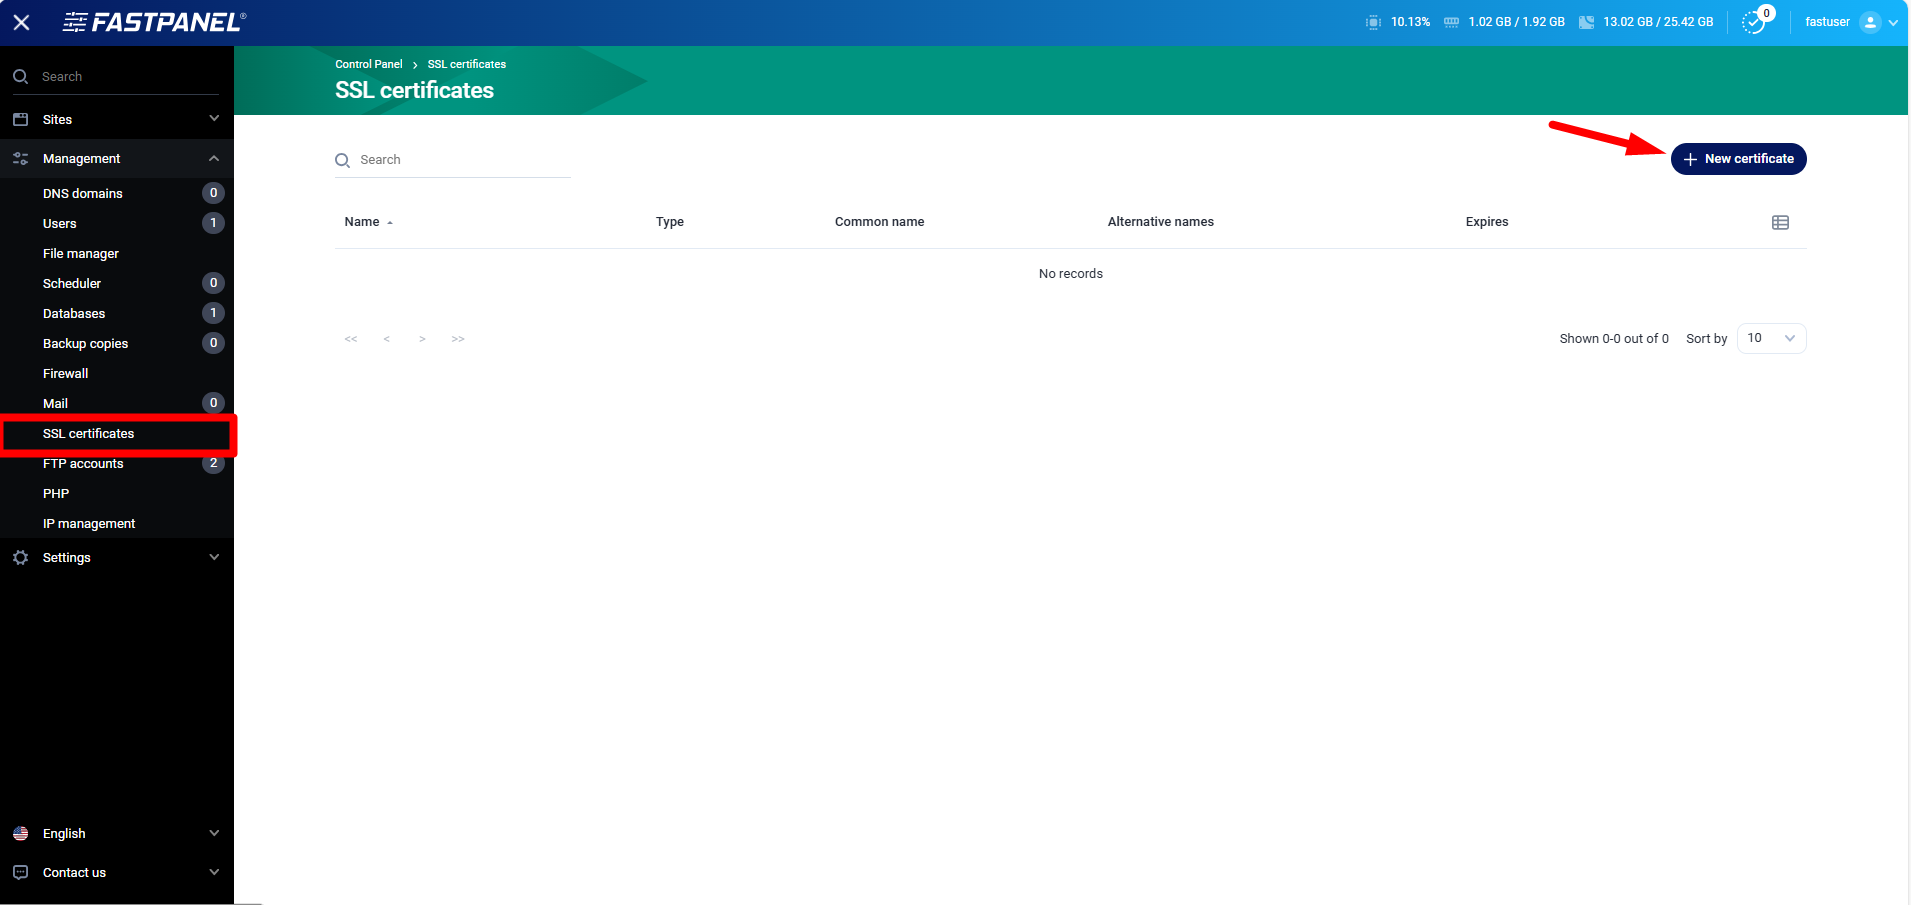 FASTPANEL®
10.13% 1.02 GB / 1.92 GB 13.02 GB / 25.42 GB 0 fastuser
Search
Sites
Management
DNS domains 0
Users 1
File manager
Scheduler 0
Databases 1
Backup copies 0
Firewall
Mail 0
SSL certificates
FTP accounts 2
PHP
IP management
Settings
English
Contact us
Control Panel > SSL certificates
SSL certificates
Search
+ New certificate
Name Type Common name Alternative names Expires
No records
<< < > >> Shown 0-0 out of 0 Sort by 10